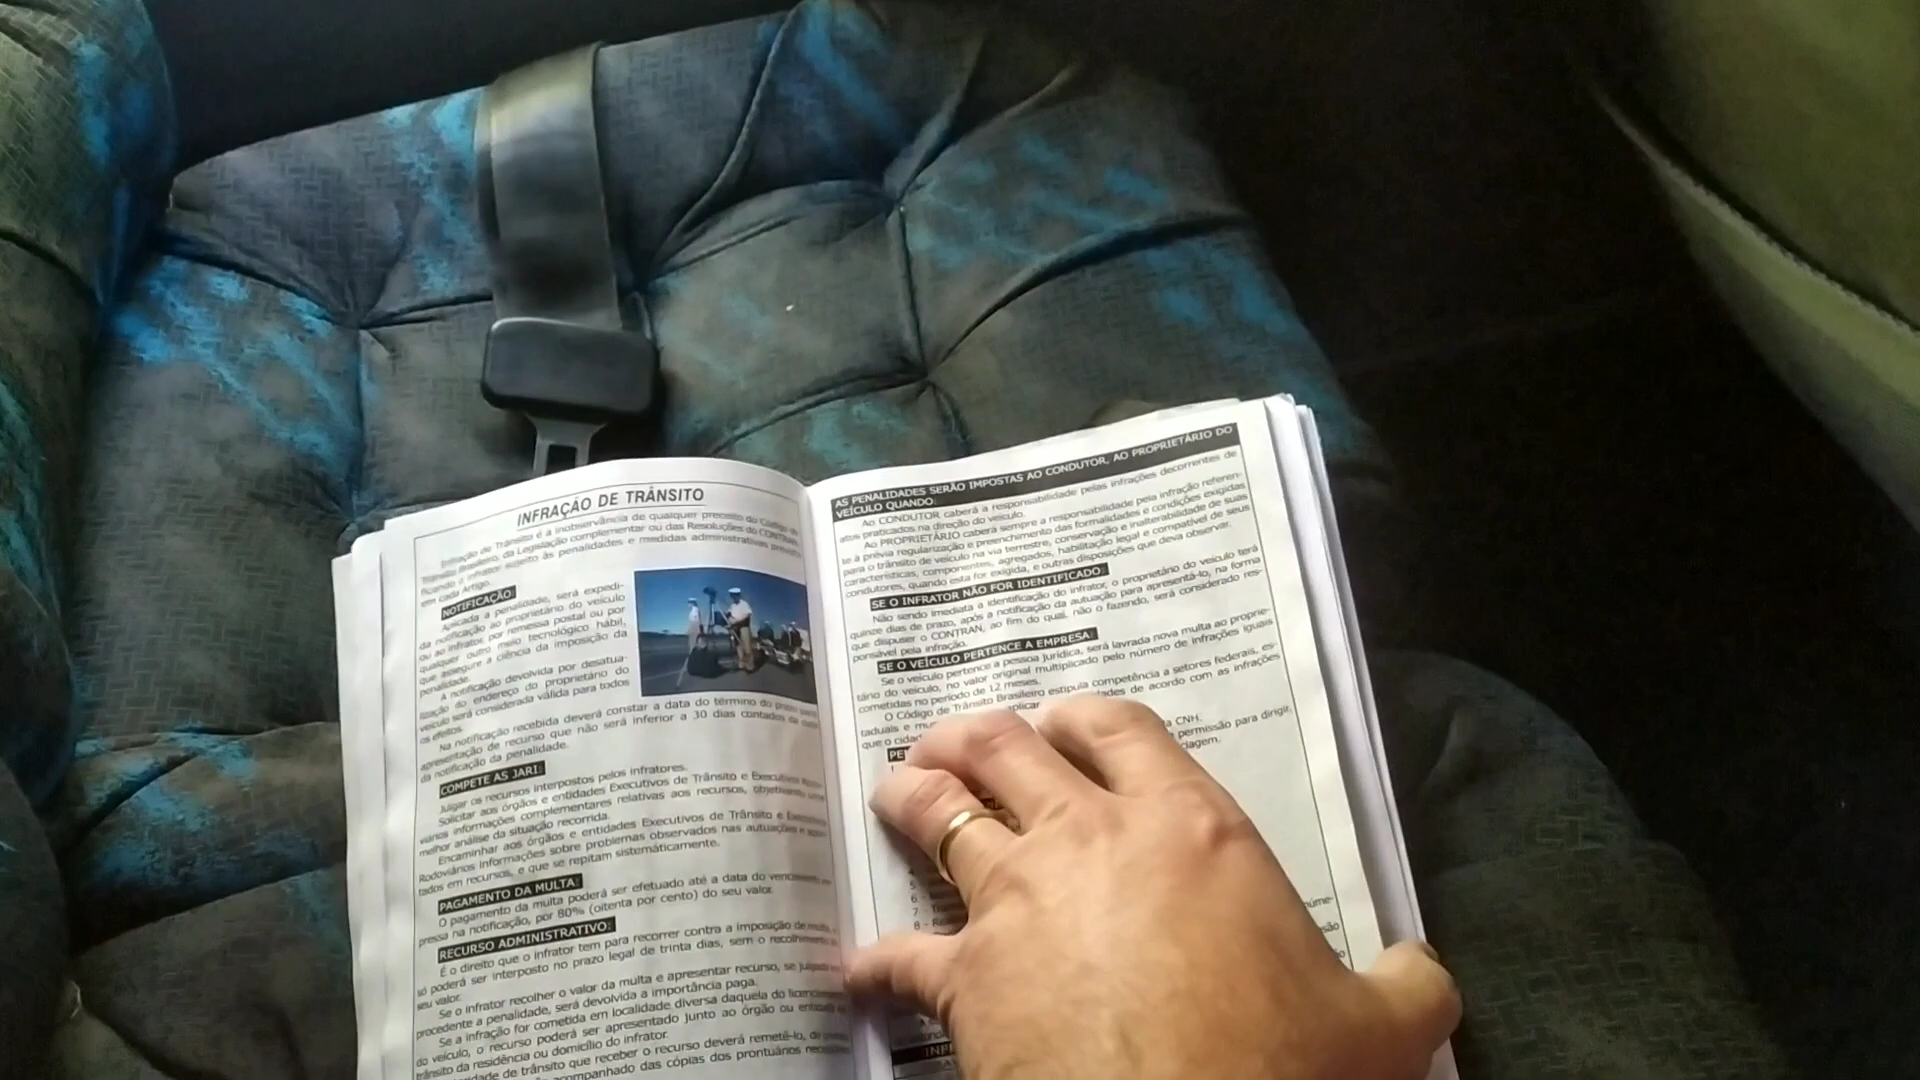 INFRAÇÃO DE TRÂNSITO
Infração de Trânsito é a inobservância de qualquer preceito do Código de
Trânsito Brasileiro, da Legislação complementar ou das Resoluções do CONTRAN,
ficando o infrator sujeito às penalidades e medidas administrativas
em cada Artigo.
NOTIFICAÇÃO:
Aplicada a penalidade, será expedi-
da notificação ao proprietário do veículo
ou ao infrator, por remessa postal ou por
qualquer outro meio tecnológico hábil,
que assegure a ciência da imposição da
penalidade.
A notificação devolvida por desatua-
lização do endereço do proprietário do
veículo será considerada válida para todos
os efeitos.
Na notificação recebida deverá constar a data do término do prazo para
apresentação de recurso que não será inferior a 30 dias contados da data
da notificação da penalidade.
COMPETE AS JARI:
Julgar os recursos interpostos pelos infratores.
Solicitar aos órgãos e entidades Executivos de Trânsito e Executivos
vários informações complementares relativas aos recursos, objetivando uma
melhor análise da situação recorrida.
Encaminhar aos órgãos e entidades Executivos de Trânsito e
Rodoviários informações sobre problemas observados nas autuações e
tados em recursos, e que se repitam sistemáticamente.
PAGAMENTO DA MULTA:
O pagamento da multa poderá ser efetuado até a data do vencimento
pressa na notificação, por 80% (oitenta por cento) do seu valor.
RECURSO ADMINISTRATIVO:
É o direito que o infrator tem para recorrer contra a imposição de multa,
só poderá ser interposto no prazo legal de trinta dias, sem o recolhimento
seu valor.
Se o infrator recolher o valor da multa e apresentar recurso, se julgado
procedente a penalidade, será devolvida a importância paga.
Se a infração for cometida em localidade diversa daquela do
do veículo, o recurso poderá ser apresentado junto ao órgão ou
trânsito da residência ou domicílio do infrator.
de trânsito que receber o recurso deverá remetê-lo, de
acompanhado das cópias dos prontuários
AS PENALIDADES SERÃO IMPOSTAS AO CONDUTOR, AO PROPRIETÁRIO DO
VEÍCULO QUANDO:
Ao CONDUTOR caberá a responsabilidade pelas infrações decorrentes de
atos praticados na direção do veículo.
Ao PROPRIETÁRIO caberá sempre a responsabilidade pela infração referen-
te à prévia regularização e preenchimento das formalidades e condições exigidas
para o trânsito de veículo na via terrestre, conservação e inalterabilidade de suas
características, componentes, agregados, habilitação legal e compatível de seus
condutores, quando esta for exigida, e outras disposições que deva observar.
SE O INFRATOR NÃO FOR IDENTIFICADO
Não sendo imediata a identificação do infrator, o proprietário do veículo terá
quinze dias de prazo, após a notificação da autuação para apresentá-lo, na forma
que dispuser o CONTRAN, ao fim do qual, não o fazendo, será considerado res-
ponsável pela infração.
SE O VEÍCULO PERTENCE A EMPRESA:
Se o veículo pertence a pessoa jurídica, será lavrada nova multa ao proprie-
tário do veículo, no valor original multiplicado pelo número de infrações iguais
cometidas no período de 12 meses.
O Código de Trânsito Brasileiro estipula competência a setores federais, es-
taduais e mu aplicar dades de acordo com as infrações
que o cidad
PE
a CNH.
permissão para dirigir.
clagem.
5
6 -
7 -
8 -
núme-
são
INF